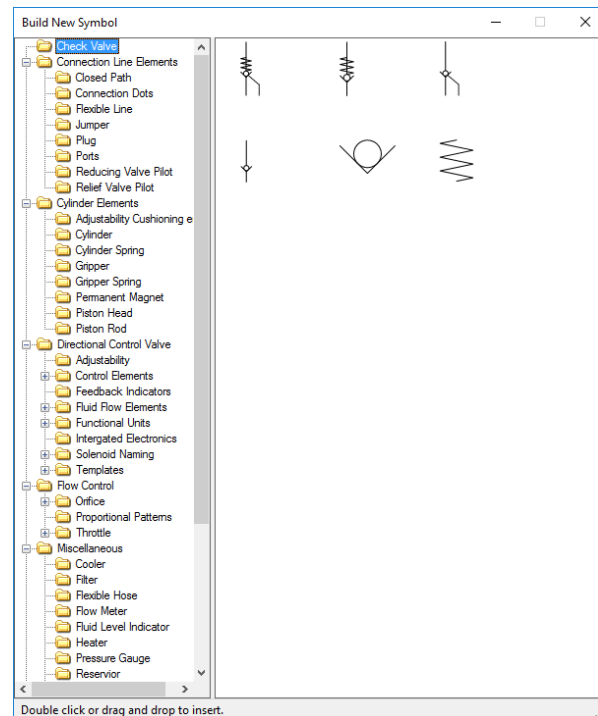 Build New Symbol
Check Valve
Connection Line Elements
Closed Path
Connection Dots
Flexible Line
Jumper
Plug
Ports
Reducing Valve Pilot
Relief Valve Pilot
Cylinder Elements
Adjustability Cushioning e
Cylinder
Cylinder Spring
Gripper
Gripper Spring
Permanent Magnet
Piston Head
Piston Rod
Directional Control Valve
Adjustability
Control Elements
Feedback Indicators
Fluid Flow Elements
Functional Units
Intergated Electronics
Solenoid Naming
Templates
Flow Control
Orifice
Proportional Patterns
Throttle
Miscellaneous
Cooler
Filter
Flexible Hose
Flow Meter
Fluid Level Indicator
Heater
Pressure Gauge
Reservior
Double click or drag and drop to insert.